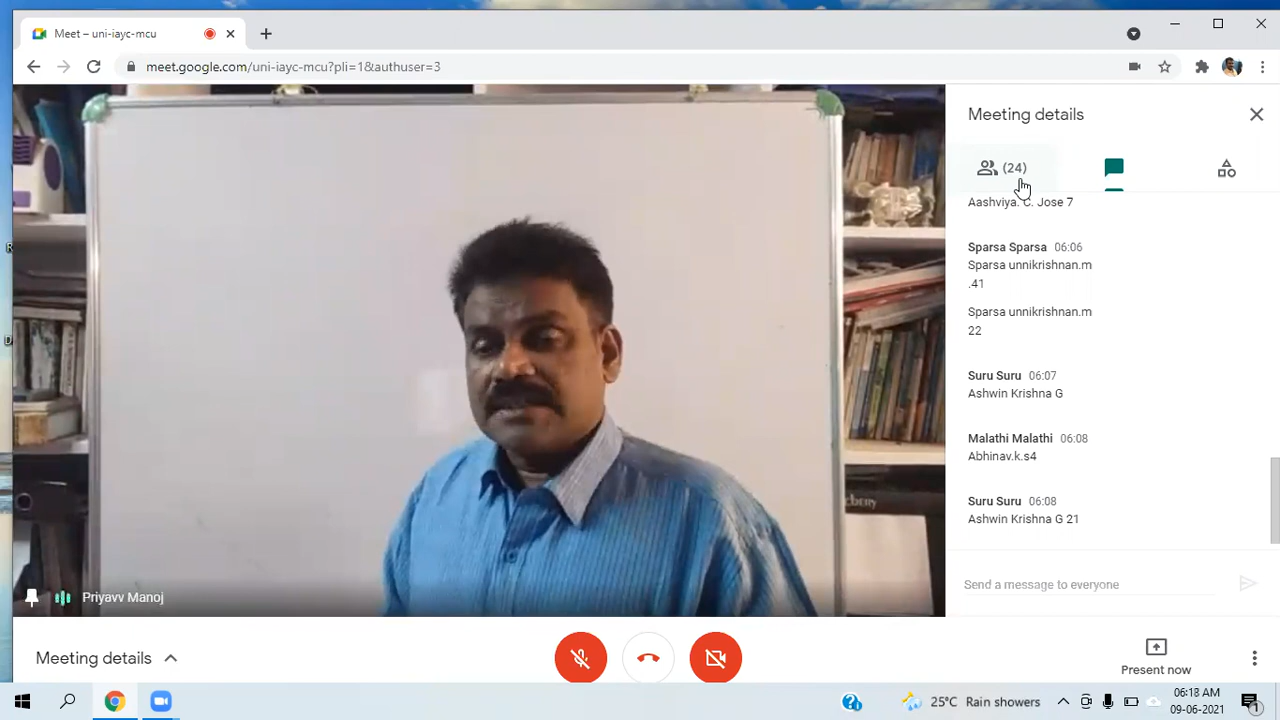 Meet – uni-iayc-mcu
meet.google.com/uni-iayc-mcu?pli=1&authuser=3
Meeting details
(24)
Aashviya. C. Jose 7
Sparsa Sparsa 06:06
Sparsa unnikrishnan.m
.41
Sparsa unnikrishnan.m
22
Suru Suru 06:07
Ashwin Krishna G
Malathi Malathi 06:08
Abhinav.k.s4
Suru Suru 06:08
Ashwin Krishna G 21
Send a message to everyone
Priyavv Manoj
Meeting details
Present now
25°C Rain showers
06:18 AM
09-06-2021
1